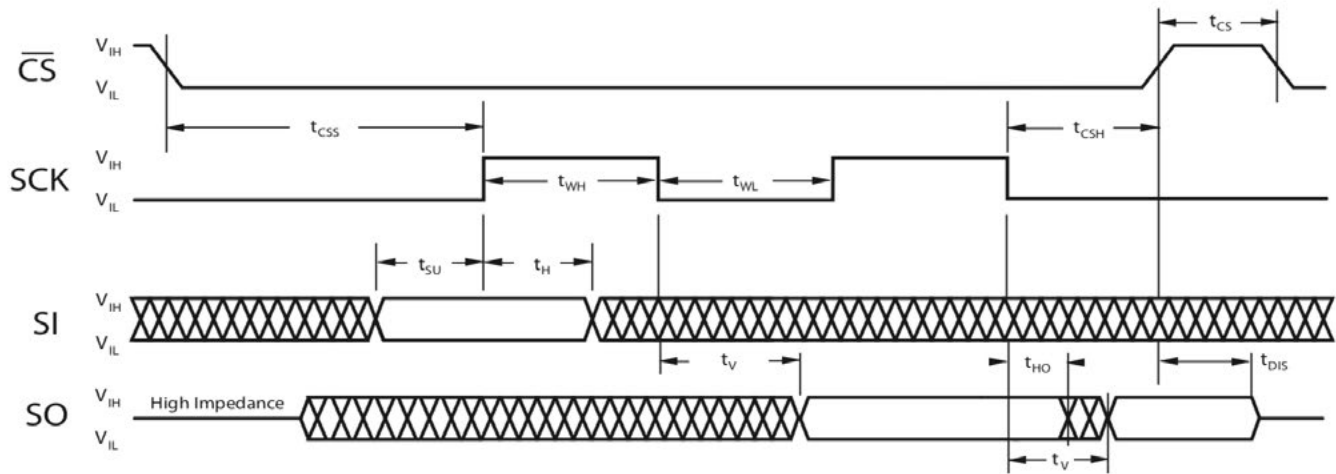 t_CS
V_IH
C̅S̅
V_IL
t_CSS
t_CSH
V_IH
SCK
t_WH
t_WL
V_IL
t_SU
t_H
V_IH
SI
V_IL
t_V
t_HO
t_DIS
V_IH
High Impedance
SO
V_IL
t_V